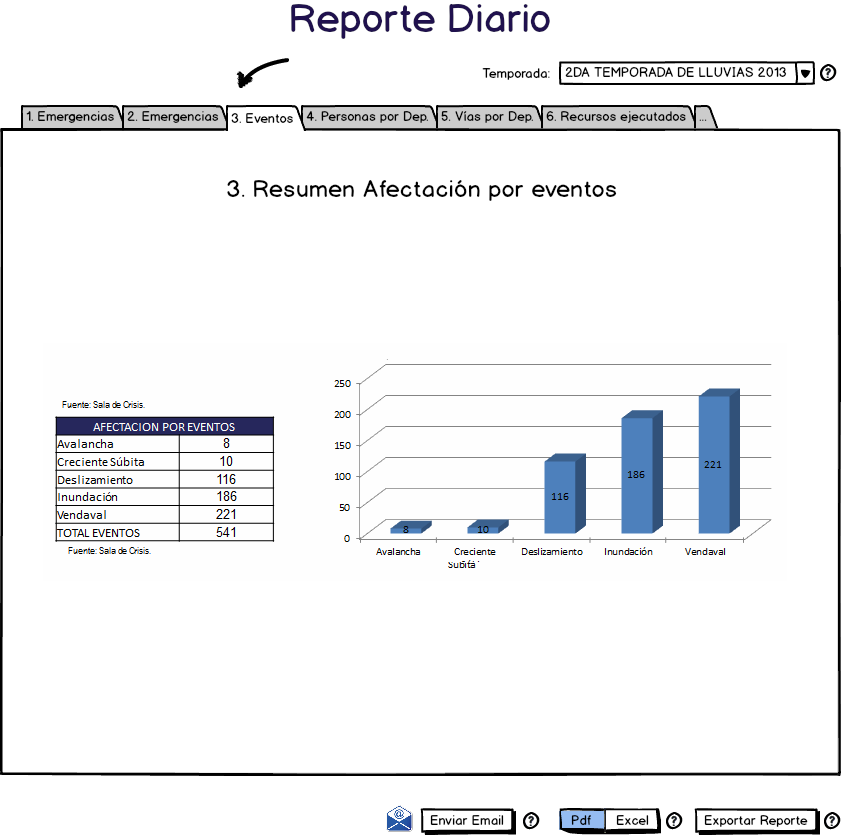 Reporte Diario
Temporada: 2DA TEMPORADA DE LLUVIAS 2013 ?
1. Emergencias 2. Emergencias 3. Eventos 4. Personas por Dep. 5. Vías por Dep. 6. Recursos ejecutados ...
3. Resumen Afectación por eventos
Fuente: Sala de Crisis.
AFECTACION POR EVENTOS
Avalancha 8
Creciente Súbita 10
Deslizamiento 116
Inundación 186
Vendaval 221
TOTAL EVENTOS 541
Fuente: Sala de Crisis.
250
200
150
100
50
0
8 10 116 186 221
Avalancha Creciente Deslizamiento Inundación Vendaval
Súbita
@ Enviar Email ? Pdf Excel ? Exportar Reporte ?